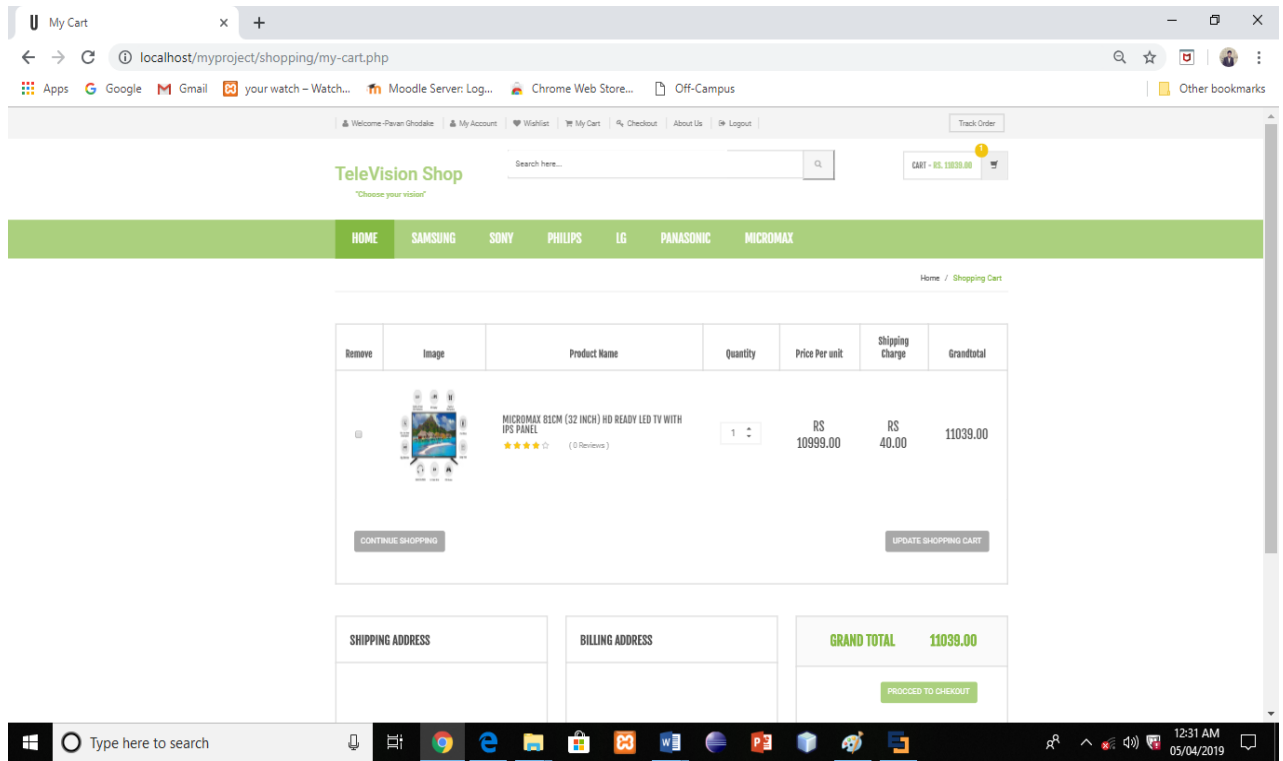 My Cart
localhost/myproject/shopping/my-cart.php
Apps Google Gmail your watch – Watch... Moodle Server: Log... Chrome Web Store... Off-Campus Other bookmarks
Welcome -Pavan Ghodake My Account Wishlist My Cart Checkout About Us Logout Track Order
1
TeleVision Shop
"Choose your vision"
Search here...
CART - RS. 11039.00
HOME SAMSUNG SONY PHILIPS LG PANASONIC MICROMAX
Home / Shopping Cart
Remove Image Product Name Quantity Price Per unit Shipping Charge Grandtotal
MICROMAX 81CM (32 INCH) HD READY LED TV WITH
IPS PANEL
( 0 Reviews )
1
RS
10999.00
RS
40.00
11039.00
CONTINUE SHOPPING UPDATE SHOPPING CART
SHIPPING ADDRESS BILLING ADDRESS GRAND TOTAL 11039.00
PROCCED TO CHEKOUT
Type here to search
12:31 AM
05/04/2019